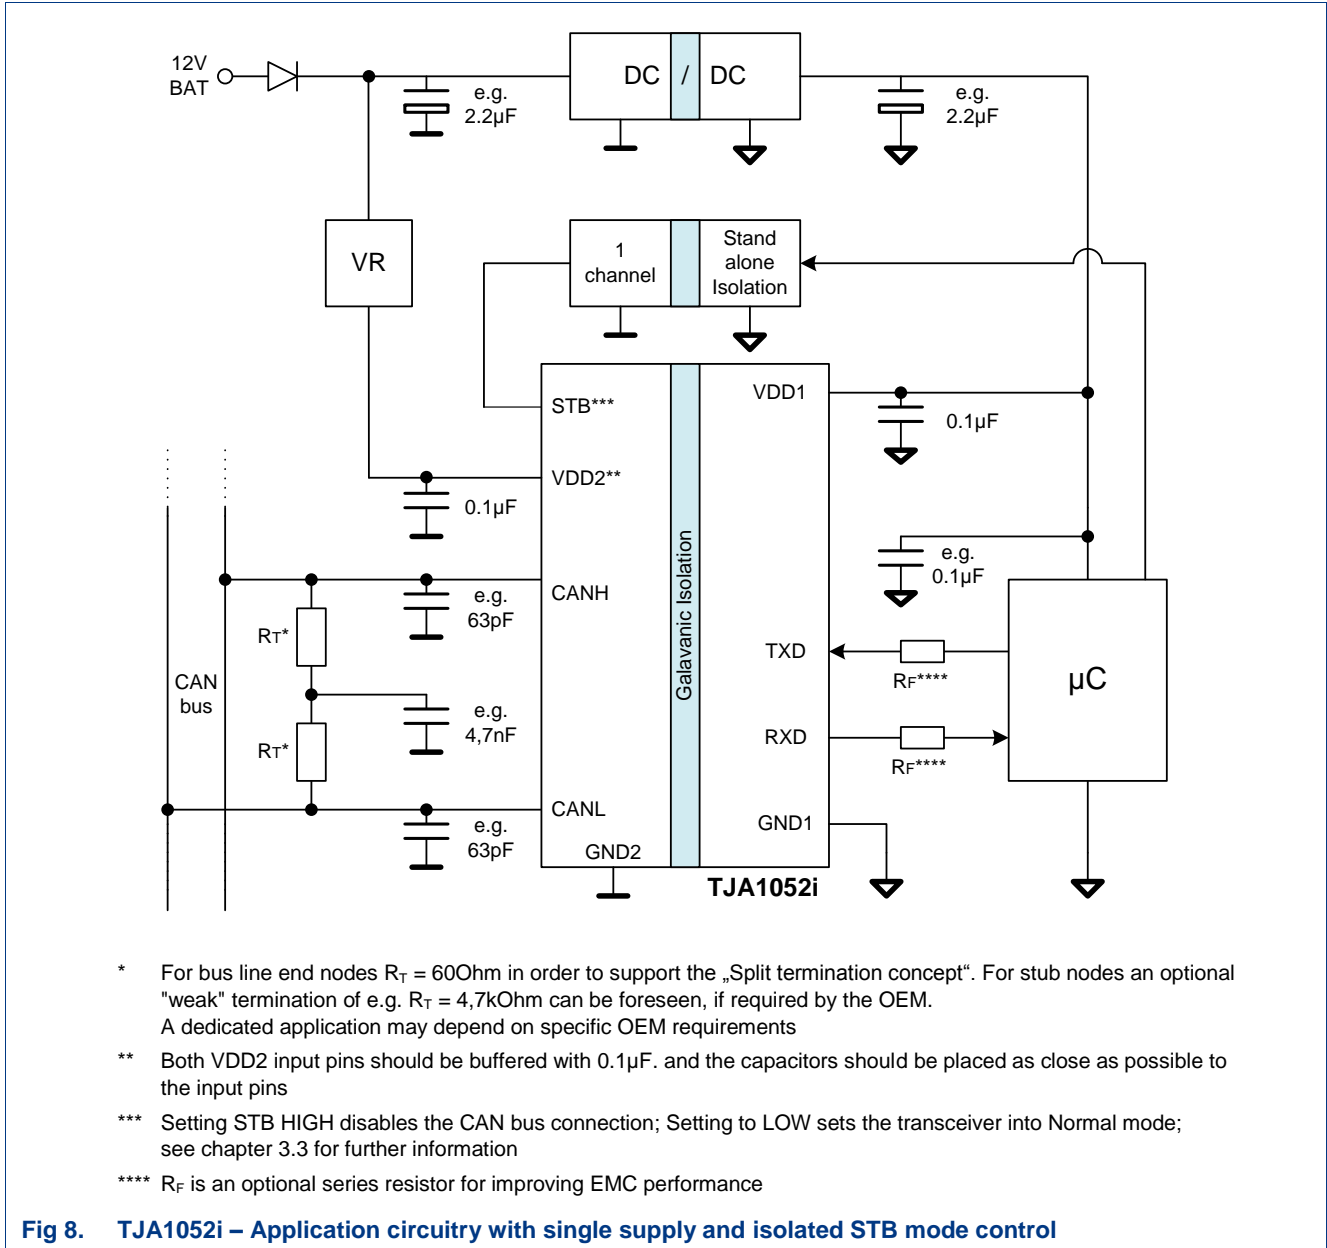 12V
BAT
e.g.
2.2µF
DC / DC
e.g.
2.2µF
VR
1
channel
Stand
alone
Isolation
STB***
VDD1
0.1µF
VDD2**
0.1µF
Galavanic Isolation
e.g.
0.1µF
CANH
e.g.
63pF
RT*
TXD
RF****
µC
CAN
bus
e.g.
4,7nF
RT*
RXD
RF****
CANL
e.g.
63pF
GND1
GND2
TJA1052i
* For bus line end nodes RT = 60Ohm in order to support the „Split termination concept“. For stub nodes an optional
"weak" termination of e.g. RT = 4,7kOhm can be foreseen, if required by the OEM.
A dedicated application may depend on specific OEM requirements
** Both VDD2 input pins should be buffered with 0.1µF. and the capacitors should be placed as close as possible to
the input pins
*** Setting STB HIGH disables the CAN bus connection; Setting to LOW sets the transceiver into Normal mode;
see chapter 3.3 for further information
**** RF is an optional series resistor for improving EMC performance
Fig 8. TJA1052i – Application circuitry with single supply and isolated STB mode control